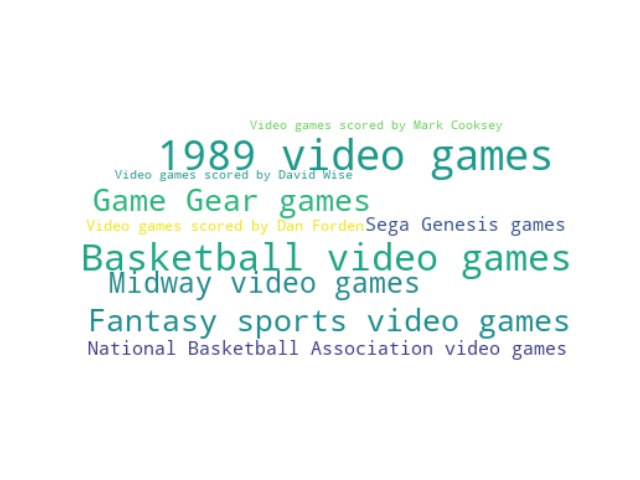 Video games scored by Mark Cooksey
1989 video games
Video games scored by David Wise
Game Gear games
Video games scored by Dan Forden
Sega Genesis games
Basketball video games
Midway video games
Fantasy sports video games
National Basketball Association video games